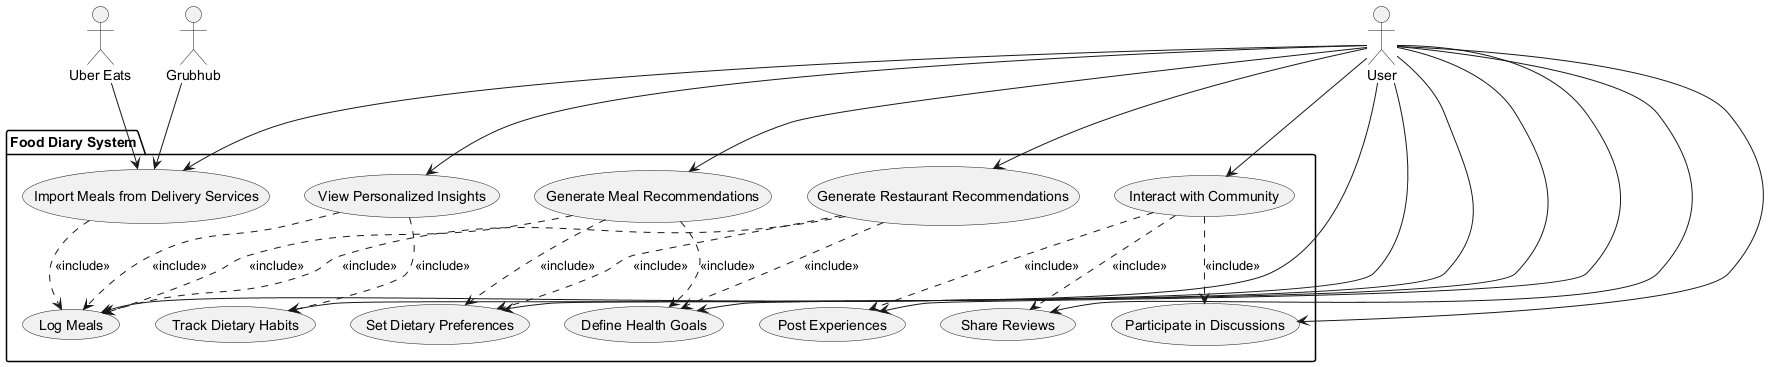 Uber Eats
Grubhub
User
Food Diary System
Import Meals from Delivery Services
View Personalized Insights
Generate Meal Recommendations
Generate Restaurant Recommendations
Interact with Community
«include»
«include»
«include»
«include»
«include»
«include»
«include»
«include»
«include»
«include»
«include»
«include»
Log Meals
Track Dietary Habits
Set Dietary Preferences
Define Health Goals
Post Experiences
Share Reviews
Participate in Discussions